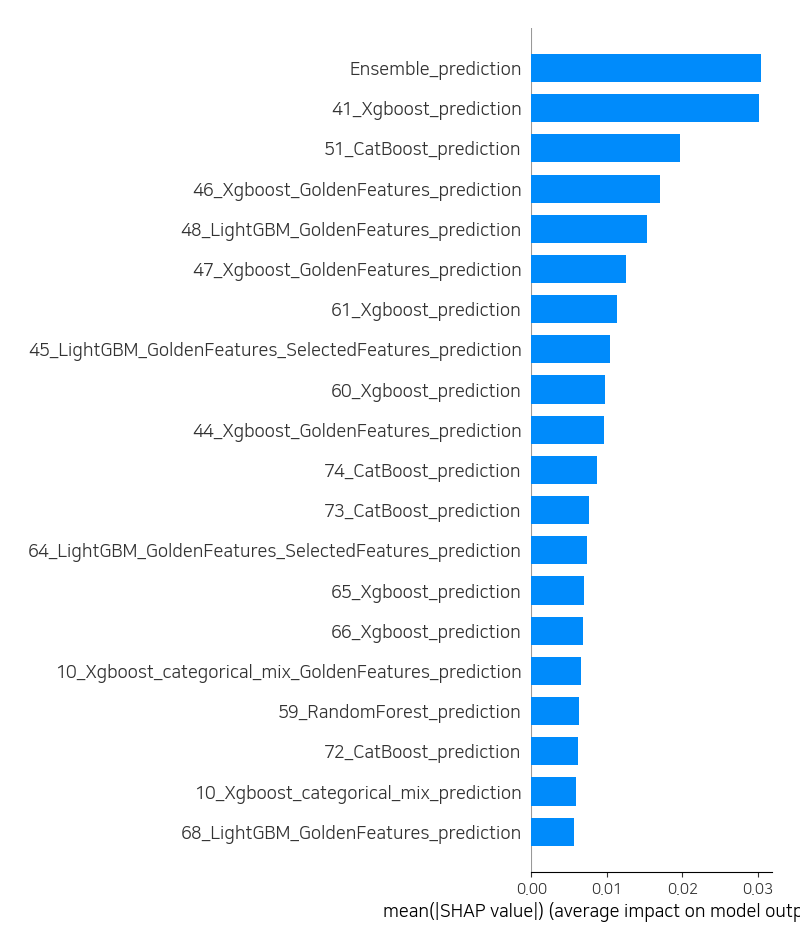 Ensemble_prediction
41_Xgboost_prediction
51_CatBoost_prediction
46_Xgboost_GoldenFeatures_prediction
48_LightGBM_GoldenFeatures_prediction
47_Xgboost_GoldenFeatures_prediction
61_Xgboost_prediction
45_LightGBM_GoldenFeatures_SelectedFeatures_prediction
60_Xgboost_prediction
44_Xgboost_GoldenFeatures_prediction
74_CatBoost_prediction
73_CatBoost_prediction
64_LightGBM_GoldenFeatures_SelectedFeatures_prediction
65_Xgboost_prediction
66_Xgboost_prediction
10_Xgboost_categorical_mix_GoldenFeatures_prediction
59_RandomForest_prediction
72_CatBoost_prediction
10_Xgboost_categorical_mix_prediction
68_LightGBM_GoldenFeatures_prediction
0.00 0.01 0.02 0.03
mean(|SHAP value|) (average impact on model outp